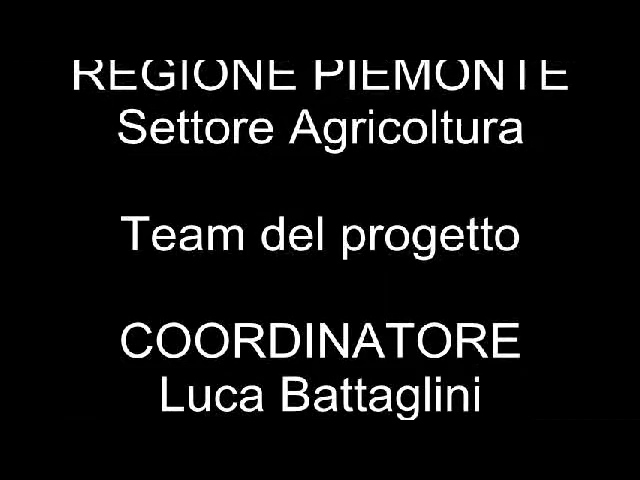 REGIONE PIEMONTE
Settore Agricoltura
Team del progetto
COORDINATORE
Luca Battaglini